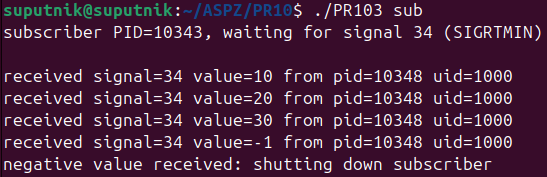 suputnik@suputnik:~/ASPZ/PR10$ ./PR103 sub
subscriber PID=10343, waiting for signal 34 (SIGRTMIN)
received signal=34 value=10 from pid=10348 uid=1000
received signal=34 value=20 from pid=10348 uid=1000
received signal=34 value=30 from pid=10348 uid=1000
received signal=34 value=-1 from pid=10348 uid=1000
negative value received: shutting down subscriber